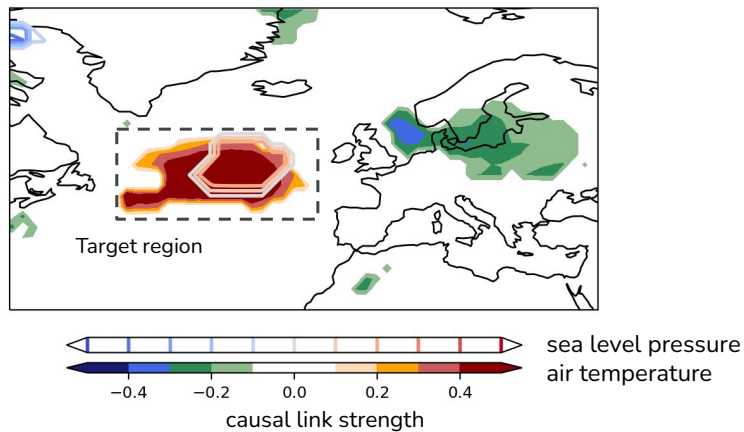 Target region
sea level pressure
air temperature
−0.4 −0.2 0.0 0.2 0.4
causal link strength